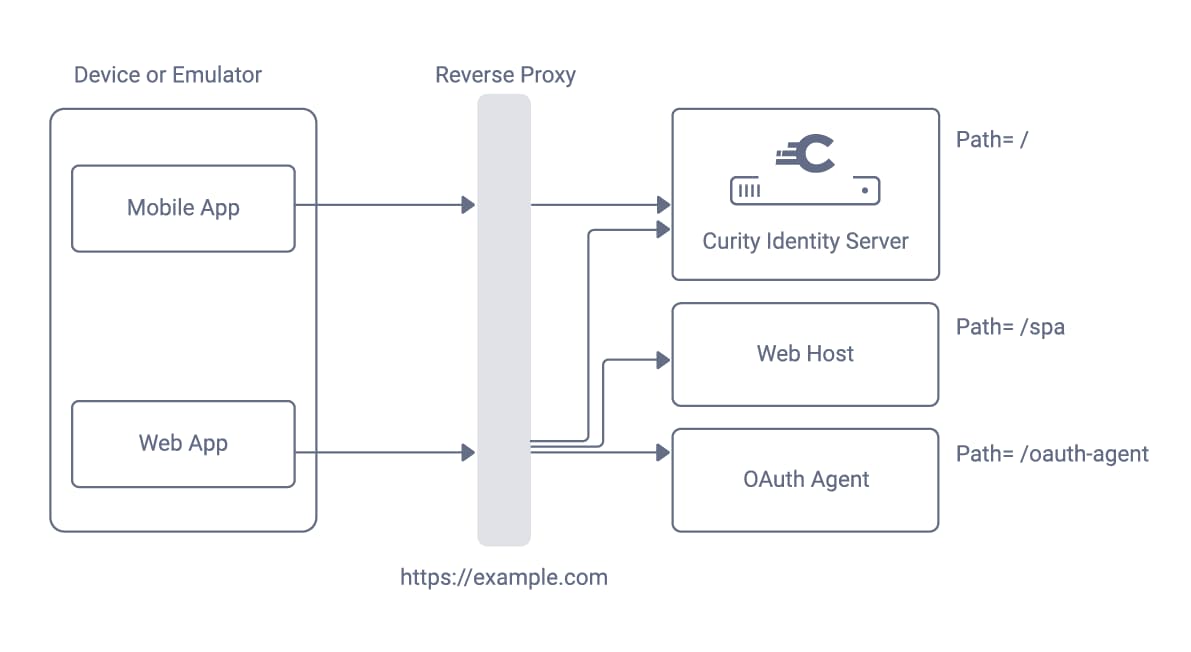 Device or Emulator
Reverse Proxy
Mobile App
Web App
https://example.com
Curity Identity Server
Path= /
Web Host
Path= /spa
OAuth Agent
Path= /oauth-agent